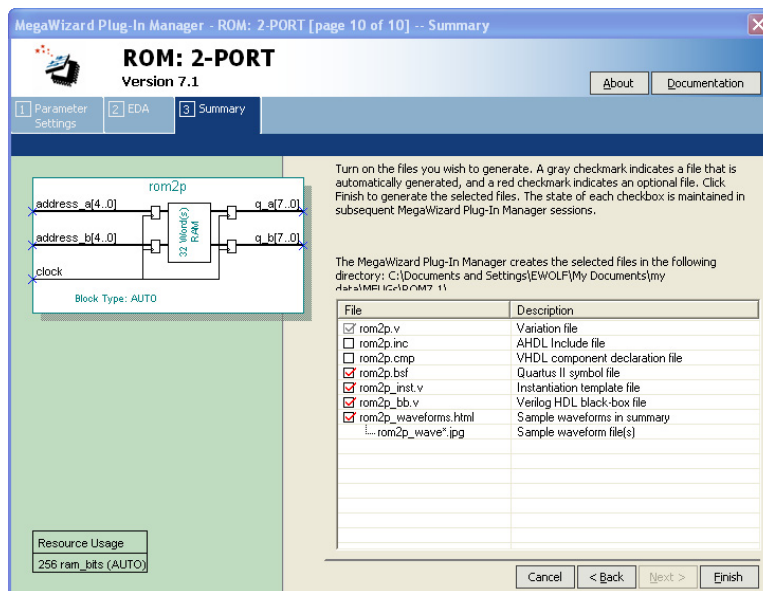 MegaWizard Plug-In Manager - ROM: 2-PORT [page 10 of 10] -- Summary
ROM: 2-PORT
Version 7.1
About
Documentation
1 Parameter Settings
2 EDA
3 Summary
rom2p
address_a[4..0]
q_a[7..0]
address_b[4..0]
q_b[7..0]
32 Word(s)
RAM
clock
Block Type: AUTO
Turn on the files you wish to generate. A gray checkmark indicates a file that is
automatically generated, and a red checkmark indicates an optional file. Click
Finish to generate the selected files. The state of each checkbox is maintained in
subsequent MegaWizard Plug-In Manager sessions.
The MegaWizard Plug-In Manager creates the selected files in the following
directory: C:\Documents and Settings\EWOLF\My Documents\my
data\MFUGs\ROM7.1\
File Description
rom2p.v Variation file
rom2p.inc AHDL Include file
rom2p.cmp VHDL component declaration file
rom2p.bsf Quartus II symbol file
rom2p_inst.v Instantiation template file
rom2p_bb.v Verilog HDL black-box file
rom2p_waveforms.html Sample waveforms in summary
rom2p_wave*.jpg Sample waveform file(s)
Resource Usage
256 ram_bits (AUTO)
Cancel
< Back
Next >
Finish